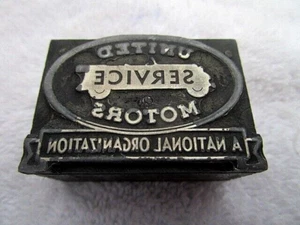 UNITED
SERVICE
MOTORS
A NATIONAL ORGANIZATION